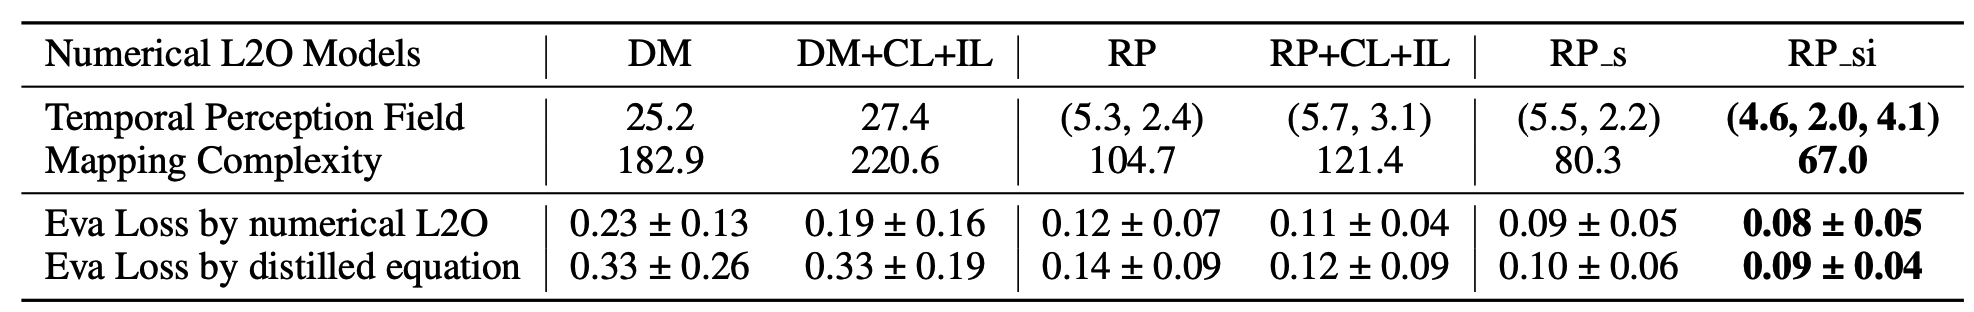 Numerical L2O Models DM DM+CL+IL RP RP+CL+IL RP_s RP_si
Temporal Perception Field 25.2 27.4 (5.3, 2.4) (5.7, 3.1) (5.5, 2.2) (4.6, 2.0, 4.1)
Mapping Complexity 182.9 220.6 104.7 121.4 80.3 67.0
Eva Loss by numerical L2O 0.23 ± 0.13 0.19 ± 0.16 0.12 ± 0.07 0.11 ± 0.04 0.09 ± 0.05 0.08 ± 0.05
Eva Loss by distilled equation 0.33 ± 0.26 0.33 ± 0.19 0.14 ± 0.09 0.12 ± 0.09 0.10 ± 0.06 0.09 ± 0.04